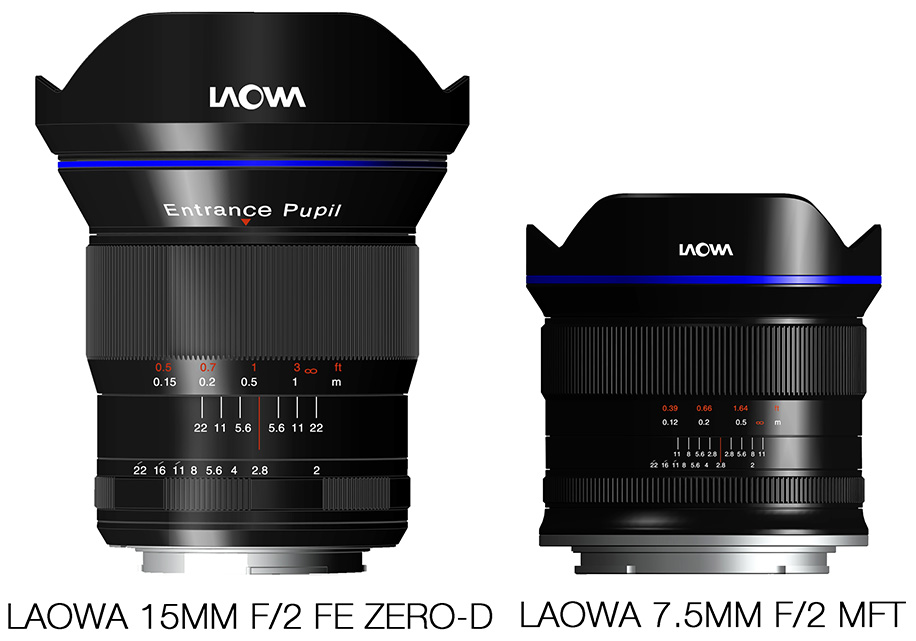 LAOWA
Entrance Pupil
0.5 0.7 1 3 ∞ ft
0.15 0.2 0.5 1 m
22 11 5.6 5.6 11 22
22 16 11 8 5.6 4 2.8 2
LAOWA
0.39 0.66 1.64 ft
0.12 0.2 0.5 ∞ m
11 8 5.6 2.8 2.8 5.6 8 11
22 16 11 8 5.6 4 2.8 2
LAOWA 15MM F/2 FE ZERO-D
LAOWA 7.5MM F/2 MFT